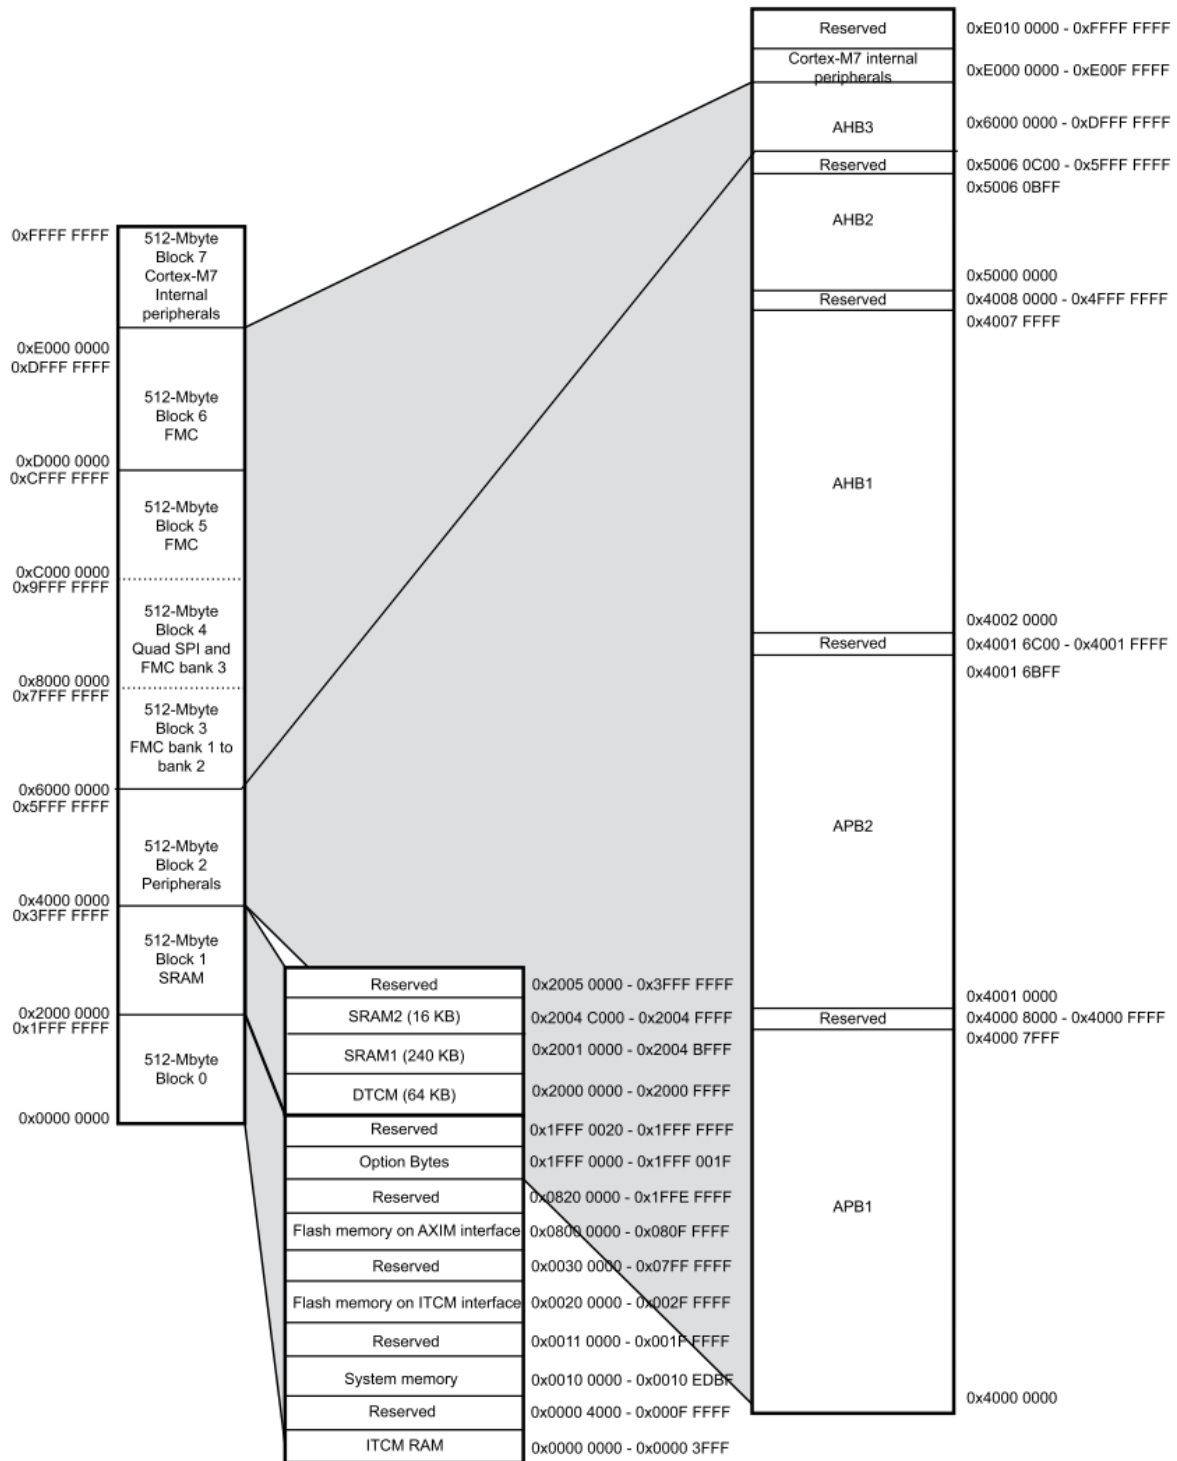 Reserved
0xE010 0000 - 0xFFFF FFFF
Cortex-M7 internal
peripherals
0xE000 0000 - 0xE00F FFFF
AHB3
0x6000 0000 - 0xDFFF FFFF
Reserved
0x5006 0C00 - 0x5FFF FFFF
0x5006 0BFF
AHB2
0x5000 0000
Reserved
0x4008 0000 - 0x4FFF FFFF
0x4007 FFFF
AHB1
0x4002 0000
Reserved
0x4001 6C00 - 0x4001 FFFF
0x4001 6BFF
APB2
0x4001 0000
Reserved
0x4000 8000 - 0x4000 FFFF
0x4000 7FFF
APB1
0x4000 0000
0xFFFF FFFF
512-Mbyte
Block 7
Cortex-M7
Internal
peripherals
0xE000 0000
0xDFFF FFFF
512-Mbyte
Block 6
FMC
0xD000 0000
0xCFFF FFFF
512-Mbyte
Block 5
FMC
0xC000 0000
0x9FFF FFFF
512-Mbyte
Block 4
Quad SPI and
FMC bank 3
0x8000 0000
0x7FFF FFFF
512-Mbyte
Block 3
FMC bank 1 to
bank 2
0x6000 0000
0x5FFF FFFF
512-Mbyte
Block 2
Peripherals
0x4000 0000
0x3FFF FFFF
512-Mbyte
Block 1
SRAM
0x2000 0000
0x1FFF FFFF
512-Mbyte
Block 0
0x0000 0000
Reserved
0x2005 0000 - 0x3FFF FFFF
SRAM2 (16 KB)
0x2004 C000 - 0x2004 FFFF
SRAM1 (240 KB)
0x2001 0000 - 0x2004 BFFF
DTCM (64 KB)
0x2000 0000 - 0x2000 FFFF
Reserved
0x1FFF 0020 - 0x1FFF FFFF
Option Bytes
0x1FFF 0000 - 0x1FFF 001F
Reserved
0x0820 0000 - 0x1FFE FFFF
Flash memory on AXIM interface
0x0800 0000 - 0x080F FFFF
Reserved
0x0030 0000 - 0x07FF FFFF
Flash memory on ITCM interface
0x0020 0000 - 0x002F FFFF
Reserved
0x0011 0000 - 0x001F FFFF
System memory
0x0010 0000 - 0x0010 EDBF
Reserved
0x0000 4000 - 0x000F FFFF
ITCM RAM
0x0000 0000 - 0x0000 3FFF